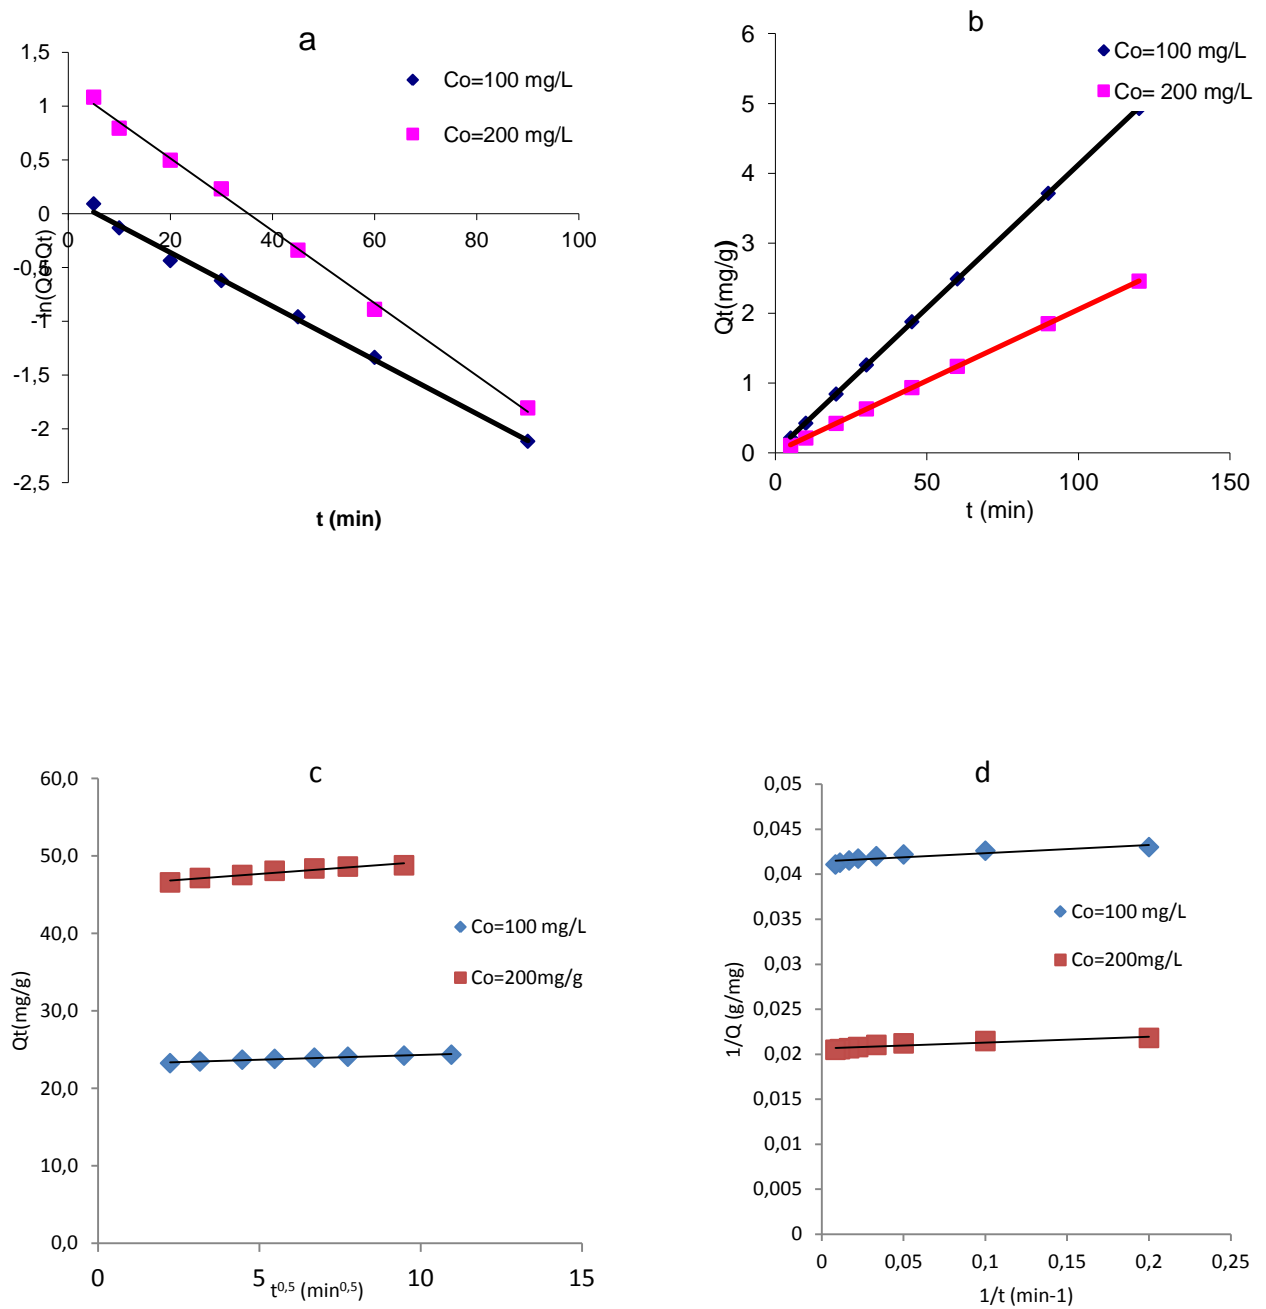 a
1,5
1
0,5
0
-0,5
-1
-1,5
-2
-2,5
0 20 40 60 80 100
ln(Qe-Qt)
t (min)
Co=100 mg/L
Co=200 mg/L
b
6
5
4
3
2
1
0
0 50 100 150
Qt(mg/g)
t (min)
Co=100 mg/L
Co= 200 mg/L
c
60,0
50,0
40,0
30,0
20,0
10,0
0,0
0 5 10 15
Qt(mg/g)
t0,5 (min0,5)
Co=100 mg/L
Co=200mg/g
d
0,05
0,045
0,04
0,035
0,03
0,025
0,02
0,015
0,01
0,005
0
0 0,05 0,1 0,15 0,2 0,25
1/Q (g/mg)
1/t (min-1)
Co=100 mg/L
Co=200mg/L